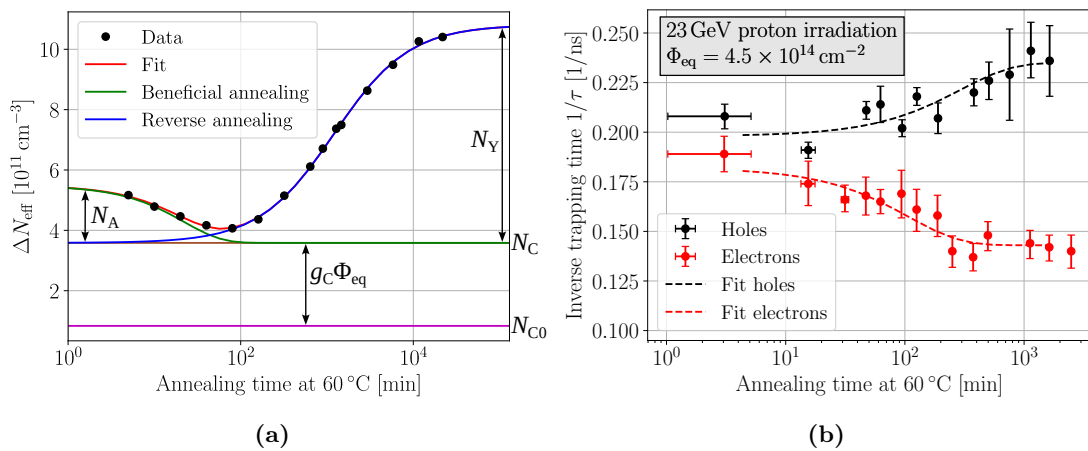 10
8
6
4
2
ΔN_eff [10^11 cm^−3]
Data
Fit
Beneficial annealing
Reverse annealing
N_A
N_Y
N_C
g_CΦ_eq
N_C0
10^0
10^2
10^4
Annealing time at 60 °C [min]
(a)
0.250
0.225
0.200
0.175
0.150
0.125
0.100
Inverse trapping time 1/τ [1/ns]
23 GeV proton irradiation
Φ_eq = 4.5 × 10^14 cm^−2
Holes
Electrons
Fit holes
Fit electrons
10^0
10^1
10^2
10^3
Annealing time at 60 °C [min]
(b)